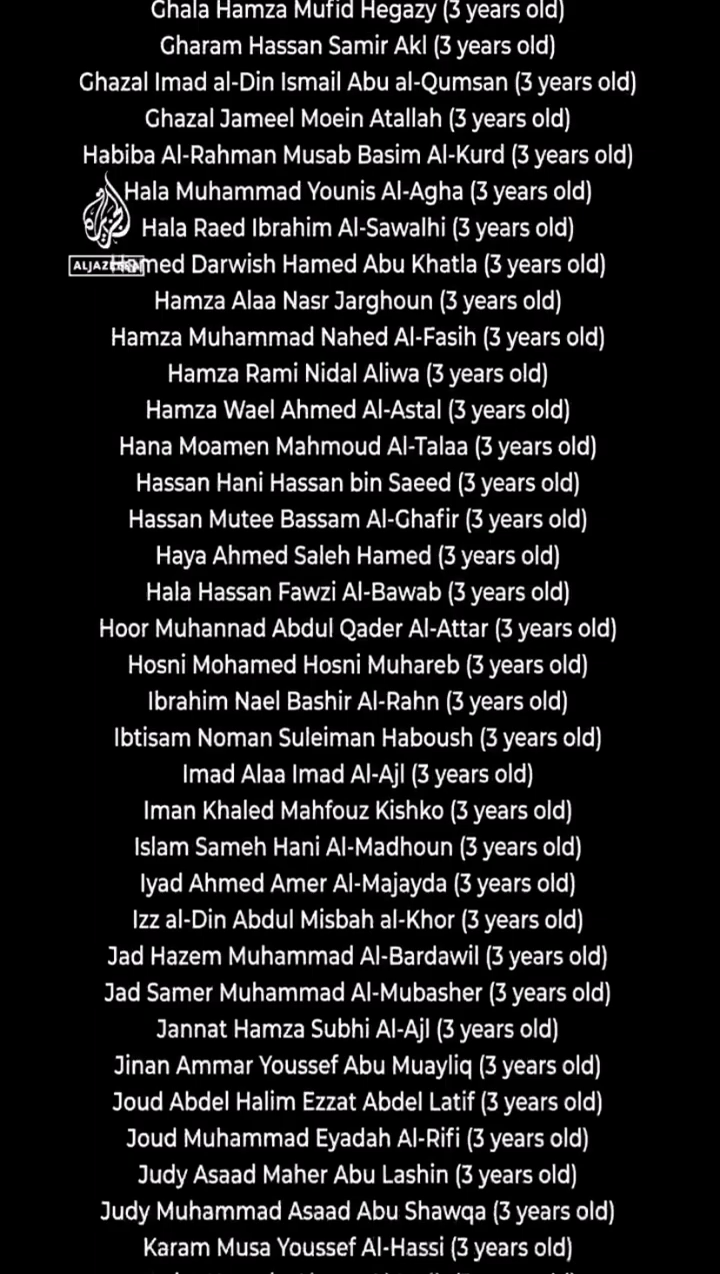 Ghala Hamza Mufid Hegazy (3 years old)
Gharam Hassan Samir Akl (3 years old)
Ghazal Imad al-Din Ismail Abu al-Qumsan (3 years old)
Ghazal Jameel Moein Atallah (3 years old)
Habiba Al-Rahman Musab Basim Al-Kurd (3 years old)
Hala Muhammad Younis Al-Agha (3 years old)
Hala Raed Ibrahim Al-Sawalhi (3 years old)
ALJAZEERA
Hamed Darwish Hamed Abu Khatla (3 years old)
Hamza Alaa Nasr Jarghoun (3 years old)
Hamza Muhammad Nahed Al-Fasih (3 years old)
Hamza Rami Nidal Aliwa (3 years old)
Hamza Wael Ahmed Al-Astal (3 years old)
Hana Moamen Mahmoud Al-Talaa (3 years old)
Hassan Hani Hassan bin Saeed (3 years old)
Hassan Mutee Bassam Al-Ghafir (3 years old)
Haya Ahmed Saleh Hamed (3 years old)
Hala Hassan Fawzi Al-Bawab (3 years old)
Hoor Muhannad Abdul Qader Al-Attar (3 years old)
Hosni Mohamed Hosni Muhareb (3 years old)
Ibrahim Nael Bashir Al-Rahn (3 years old)
Ibtisam Noman Suleiman Haboush (3 years old)
Imad Alaa Imad Al-Ajl (3 years old)
Iman Khaled Mahfouz Kishko (3 years old)
Islam Sameh Hani Al-Madhoun (3 years old)
Iyad Ahmed Amer Al-Majayda (3 years old)
Izz al-Din Abdul Misbah al-Khor (3 years old)
Jad Hazem Muhammad Al-Bardawil (3 years old)
Jad Samer Muhammad Al-Mubasher (3 years old)
Jannat Hamza Subhi Al-Ajl (3 years old)
Jinan Ammar Youssef Abu Muayliq (3 years old)
Joud Abdel Halim Ezzat Abdel Latif (3 years old)
Joud Muhammad Eyadah Al-Rifi (3 years old)
Judy Asaad Maher Abu Lashin (3 years old)
Judy Muhammad Asaad Abu Shawqa (3 years old)
Karam Musa Youssef Al-Hassi (3 years old)